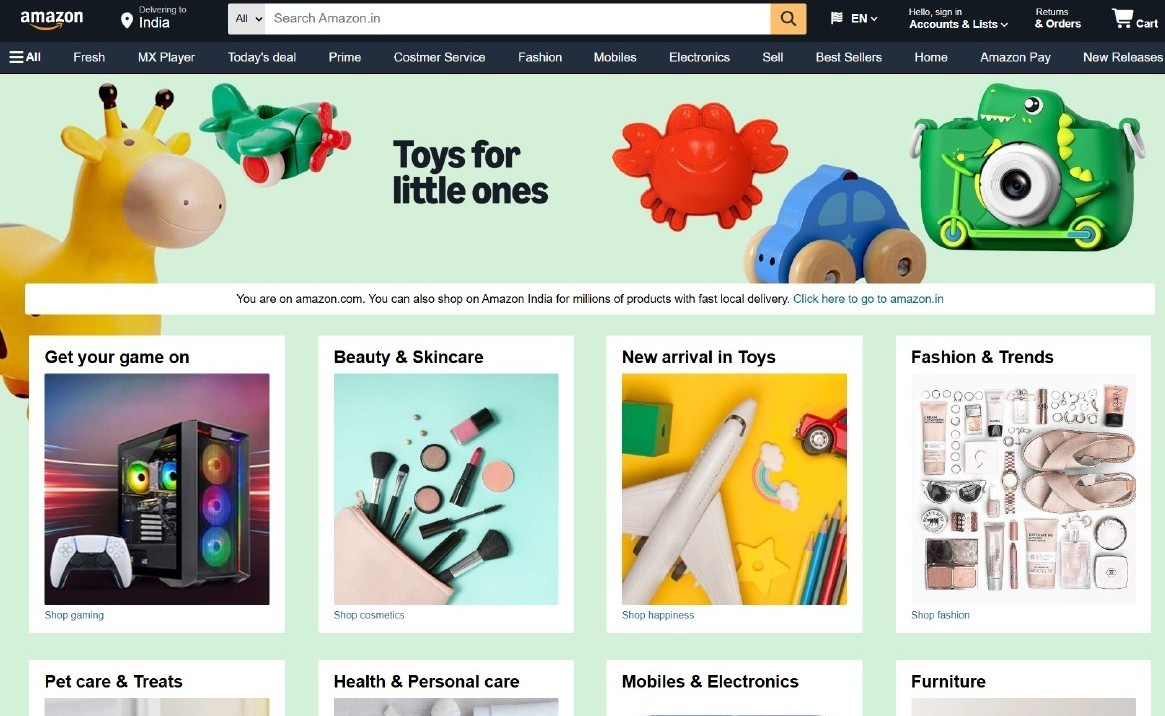 amazon
Delivering to
India
All
Search Amazon.in
EN
Hello, sign in
Accounts & Lists
Returns
& Orders
Cart
All
Fresh
MX Player
Today's deal
Prime
Costmer Service
Fashion
Mobiles
Electronics
Sell
Best Sellers
Home
Amazon Pay
New Releases
Toys for
little ones
You are on amazon.com. You can also shop on Amazon India for millions of products with fast local delivery. Click here to go to amazon.in
Get your game on
Beauty & Skincare
New arrival in Toys
Fashion & Trends
Shop gaming
Shop cosmetics
Shop happiness
Shop fashion
Pet care & Treats
Health & Personal care
Mobiles & Electronics
Furniture